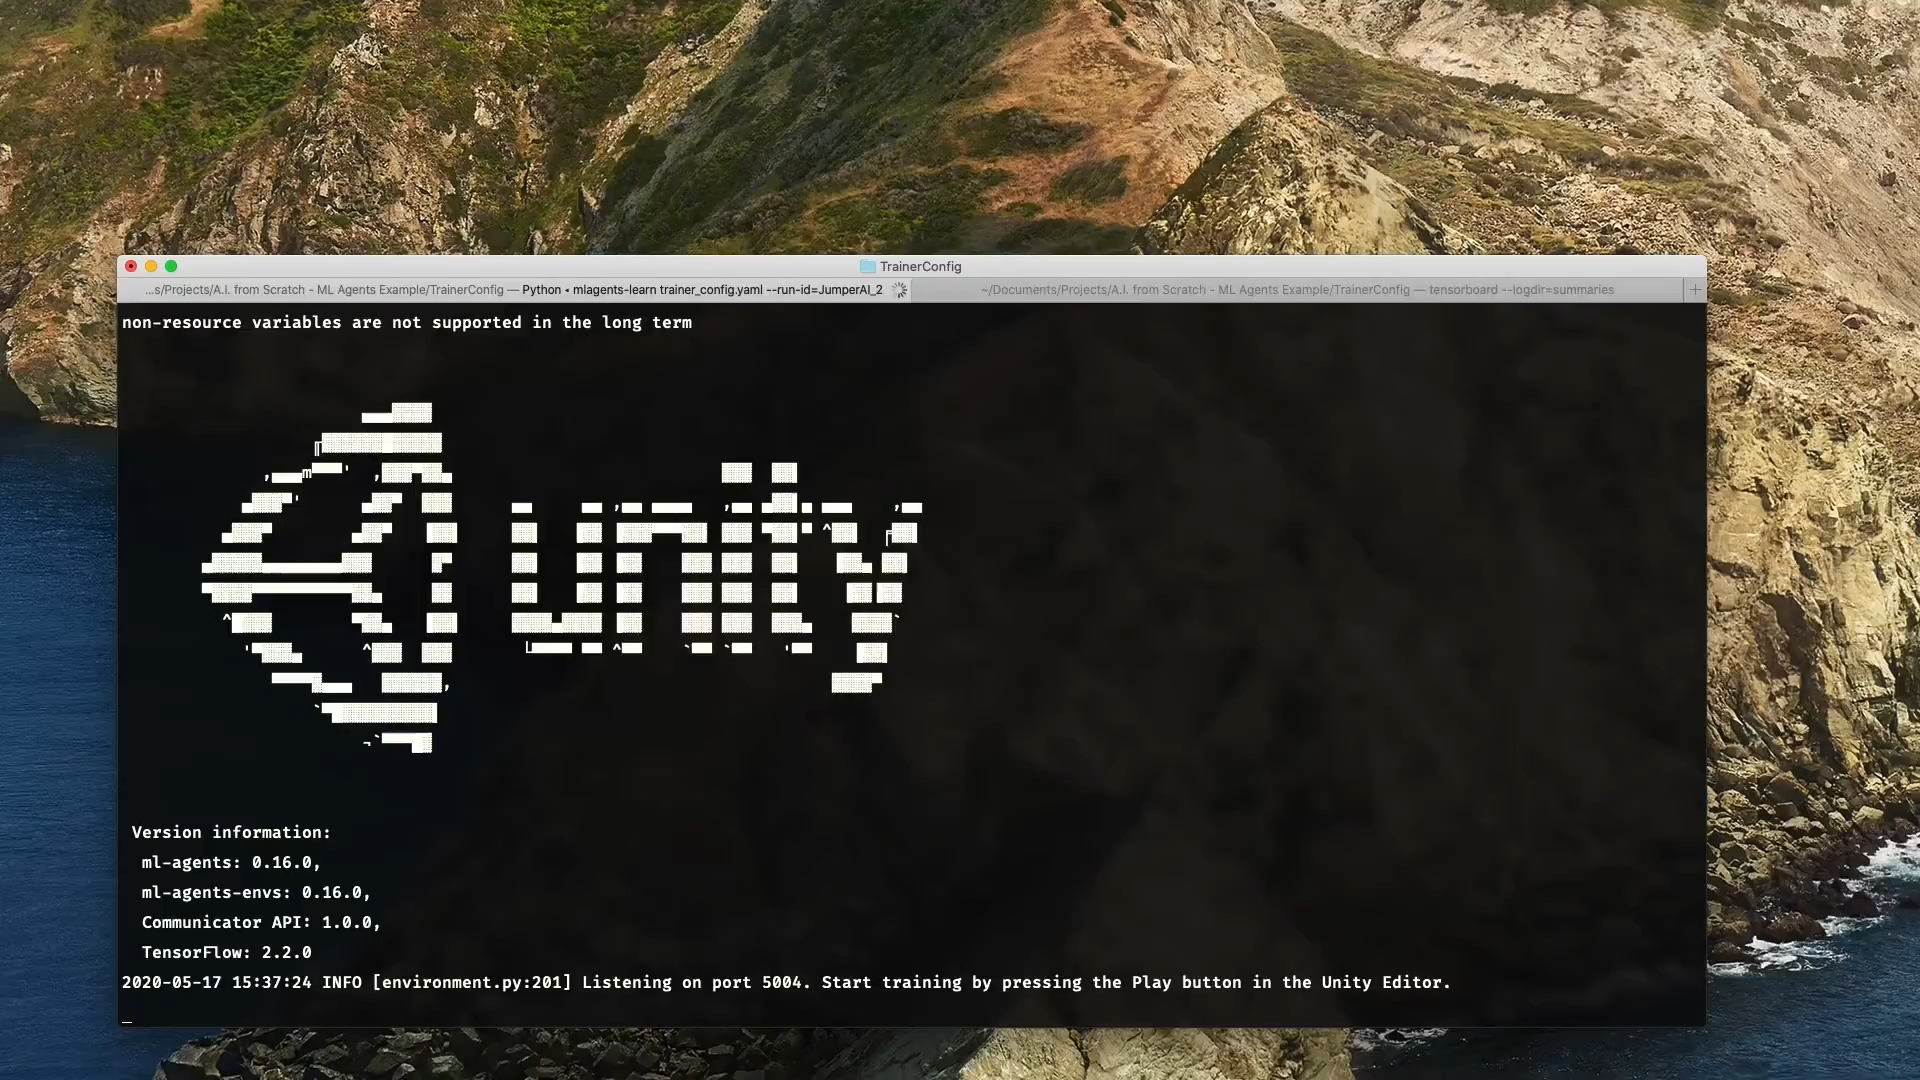 TrainerConfig
...s/Projects/A.I. from Scratch - ML Agents Example/TrainerConfig — Python • mlagents-learn trainer_config.yaml --run-id=JumperAI_2
~/Documents/Projects/A.I. from Scratch - ML Agents Example/TrainerConfig — tensorboard --logdir=summaries
non-resource variables are not supported in the long term
unity
Version information:
ml-agents: 0.16.0,
ml-agents-envs: 0.16.0,
Communicator API: 1.0.0,
TensorFlow: 2.2.0
2020-05-17 15:37:24 INFO [environment.py:201] Listening on port 5004. Start training by pressing the Play button in the Unity Editor.